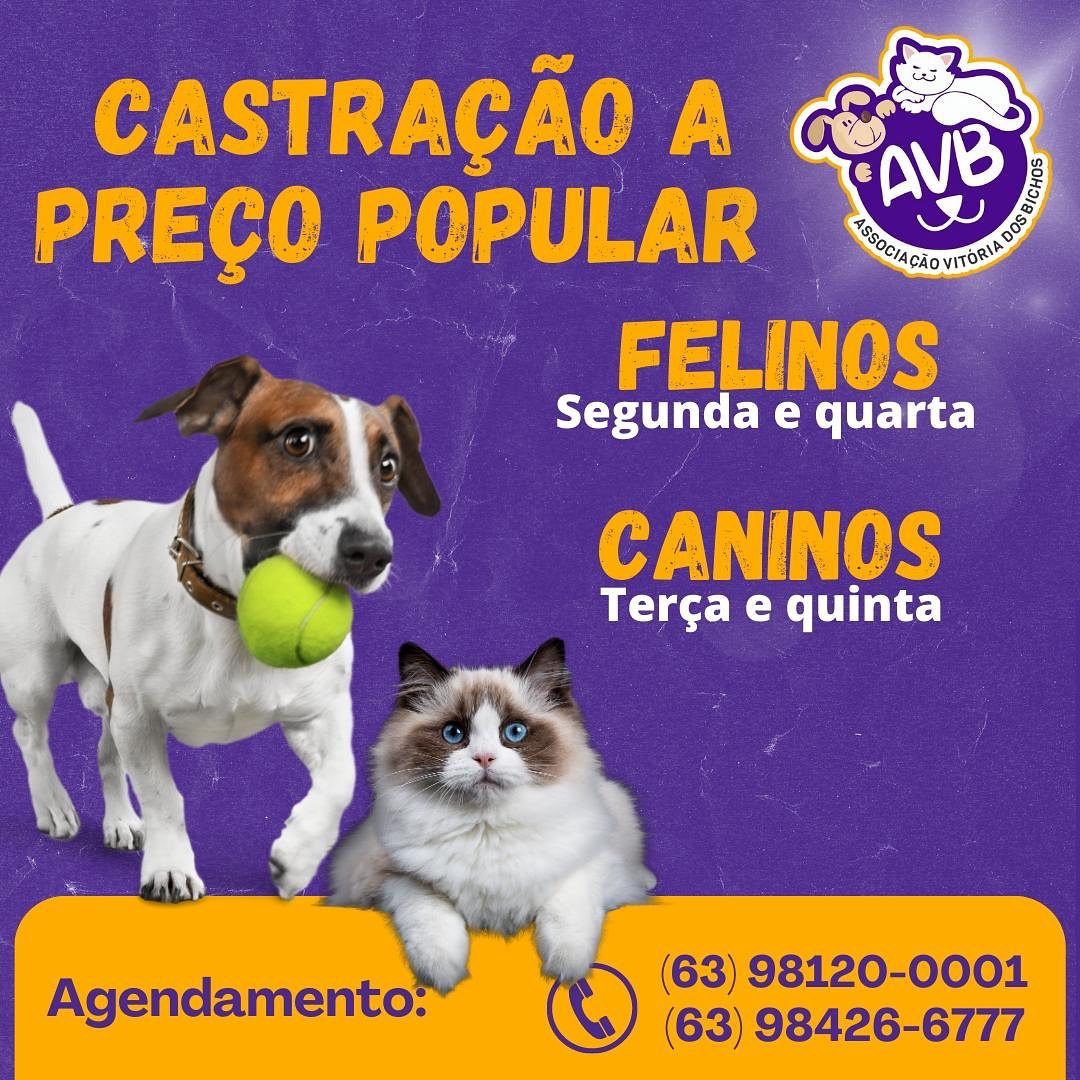 CASTRAÇÃO A
PREÇO POPULAR
AVB
ASSOCIAÇÃO VITÓRIA DOS BICHOS
FELINOS
Segunda e quarta
CANINOS
Terça e quinta
Agendamento:
(63) 98120-0001
(63) 98426-6777